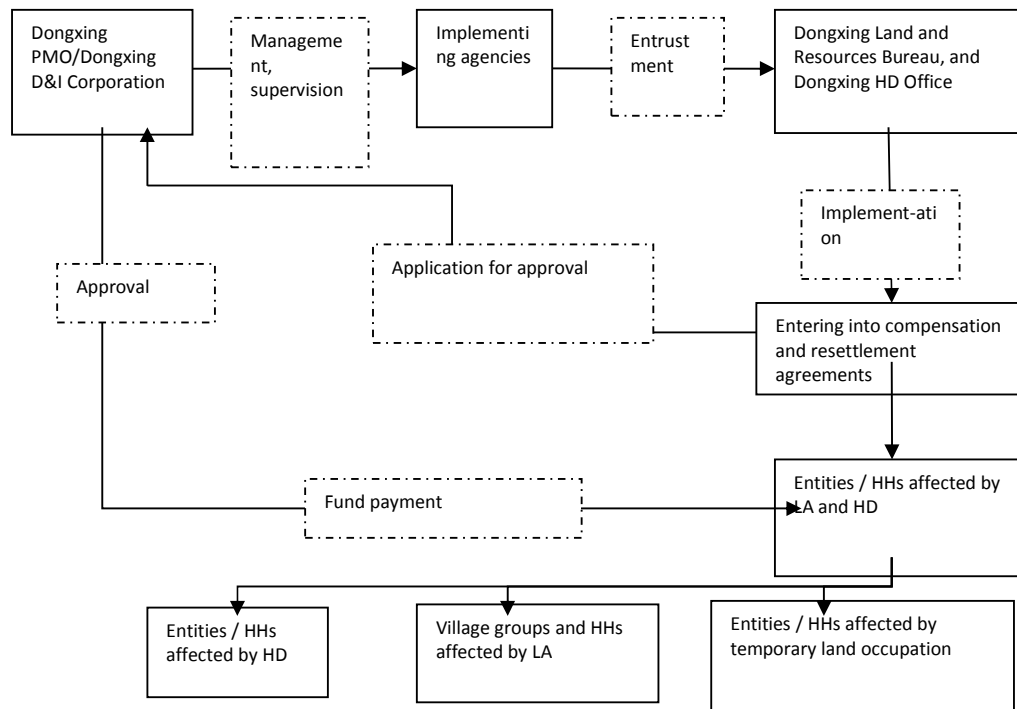 Dongxing
PMO/Dongxing
D&I Corporation
Manageme
nt,
supervision
Implementi
ng agencies
Entrust
ment
Dongxing Land and
Resources Bureau, and
Dongxing HD Office
Implement-ati
on
Application for approval
Approval
Entering into compensation
and resettlement
agreements
Fund payment
Entities / HHs affected by
LA and HD
Entities / HHs
affected by HD
Village groups and HHs
affected by LA
Entities / HHs affected by
temporary land occupation